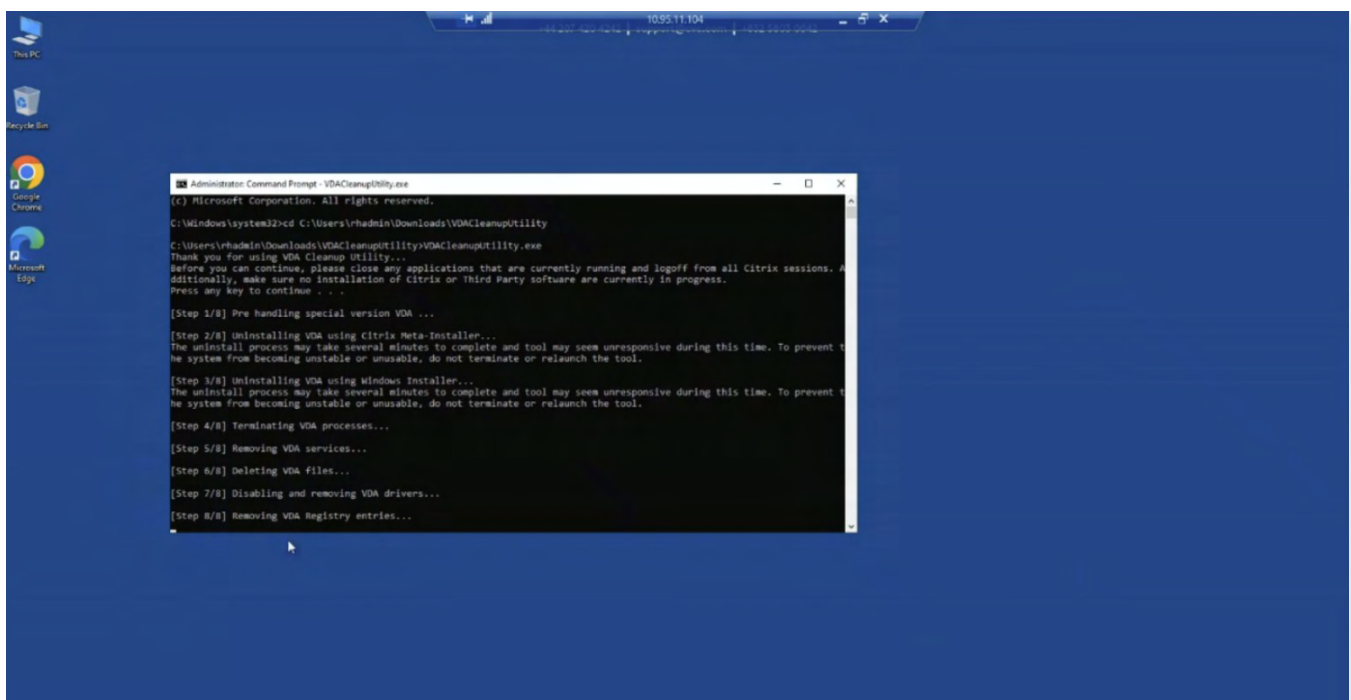 10.95.11.104
This PC
Recycle Bin
Google
Chrome
Microsoft
Edge
Administrator: Command Prompt - VDACleanupUtility.exe
(c) Microsoft Corporation. All rights reserved.
C:\Windows\system32>cd C:\Users\rhadmin\Downloads\VDACleanupUtility
C:\Users\rhadmin\Downloads\VDACleanupUtility>VDACleanupUtility.exe
Thank you for using VDA Cleanup Utility...
Before you can continue, please close any applications that are currently running and logoff from all Citrix sessions. A
dditionally, make sure no installation of Citrix or Third Party software are currently in progress.
Press any key to continue . . .
[Step 1/8] Pre handling special version VDA ...
[Step 2/8] Uninstalling VDA using Citrix Meta-Installer...
The uninstall process may take several minutes to complete and tool may seem unresponsive during this time. To prevent t
he system from becoming unstable or unusable, do not terminate or relaunch the tool.
[Step 3/8] Uninstalling VDA using Windows Installer...
The uninstall process may take several minutes to complete and tool may seem unresponsive during this time. To prevent t
he system from becoming unstable or unusable, do not terminate or relaunch the tool.
[Step 4/8] Terminating VDA processes...
[Step 5/8] Removing VDA services...
[Step 6/8] Deleting VDA files...
[Step 7/8] Disabling and removing VDA drivers...
[Step 8/8] Removing VDA Registry entries...